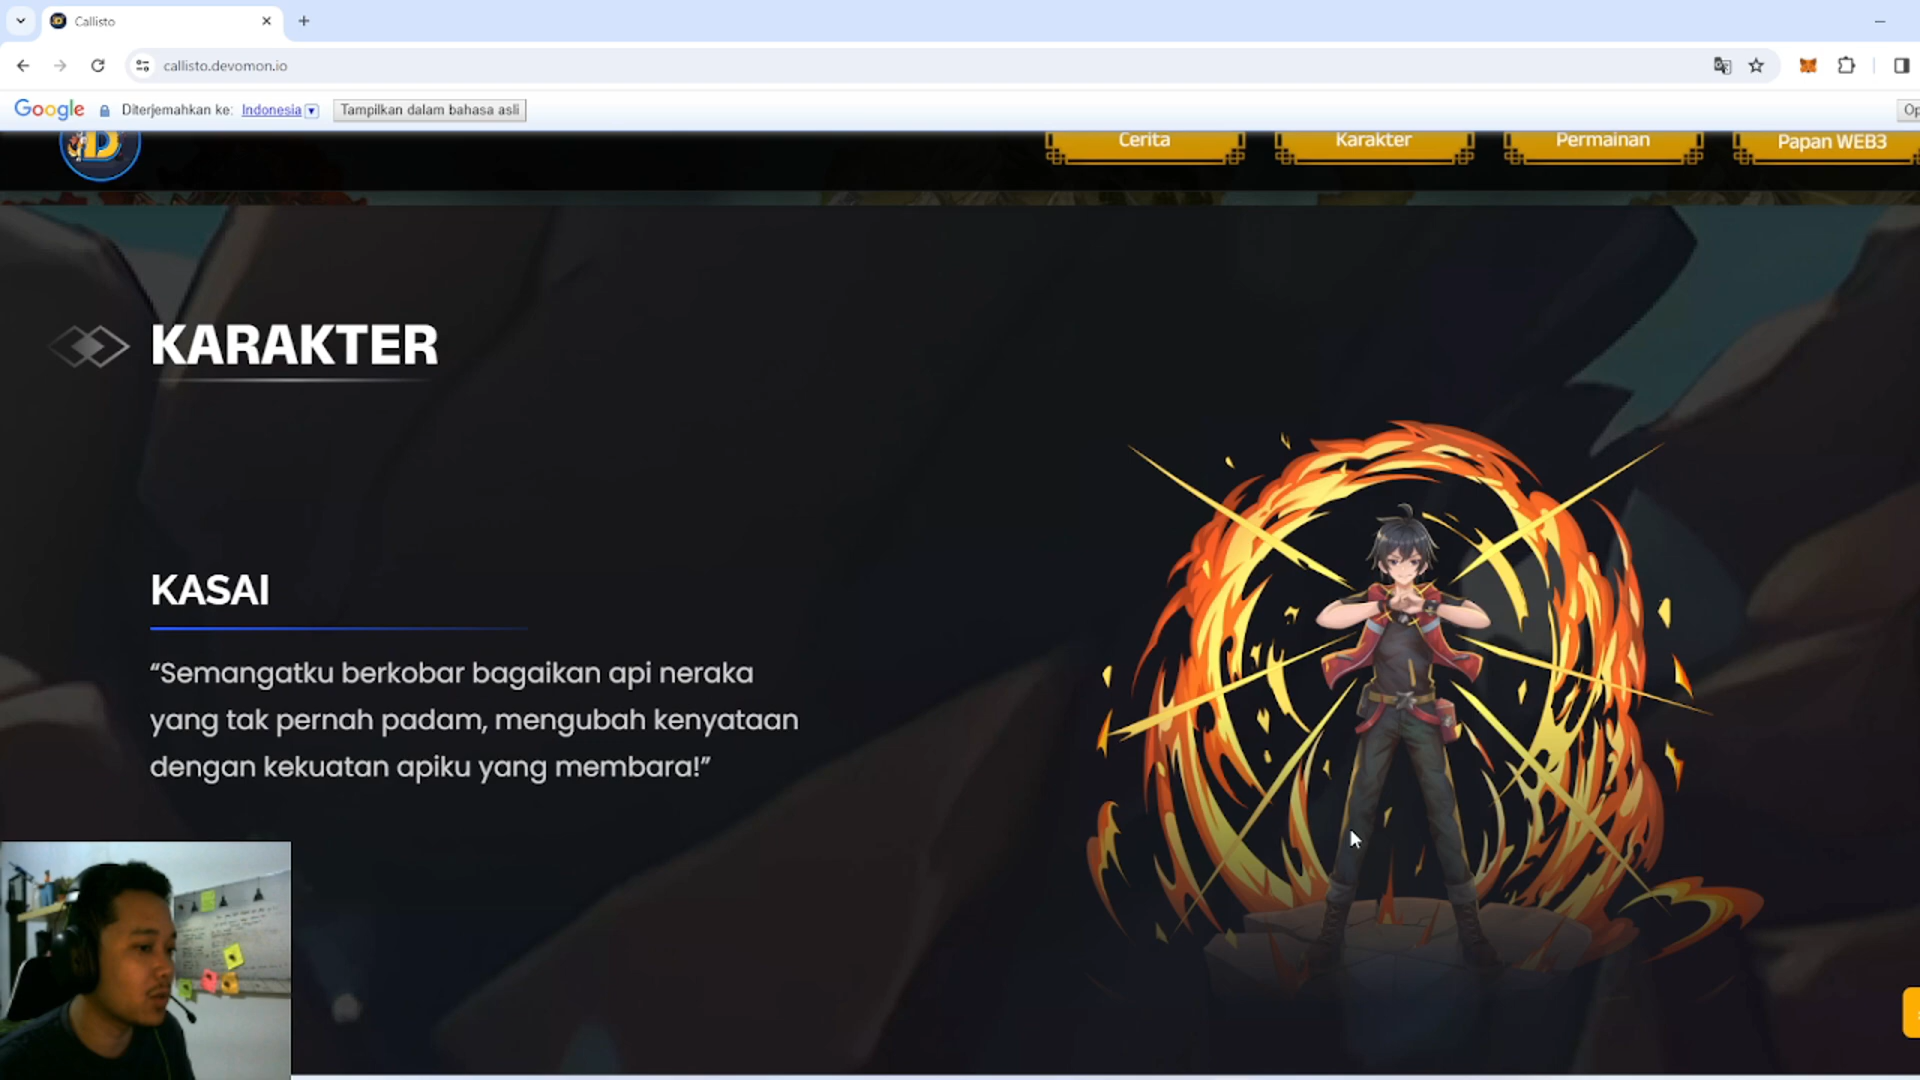 Callisto
callisto.devomon.io
Google Diterjemahkan ke: Indonesia Tampilkan dalam bahasa asli
D
Cerita Karakter Permainan Papan WEB3
KARAKTER
KASAI
“Semangatku berkobar bagaikan api neraka
yang tak pernah padam, mengubah kenyataan
dengan kekuatan apiku yang membara!”